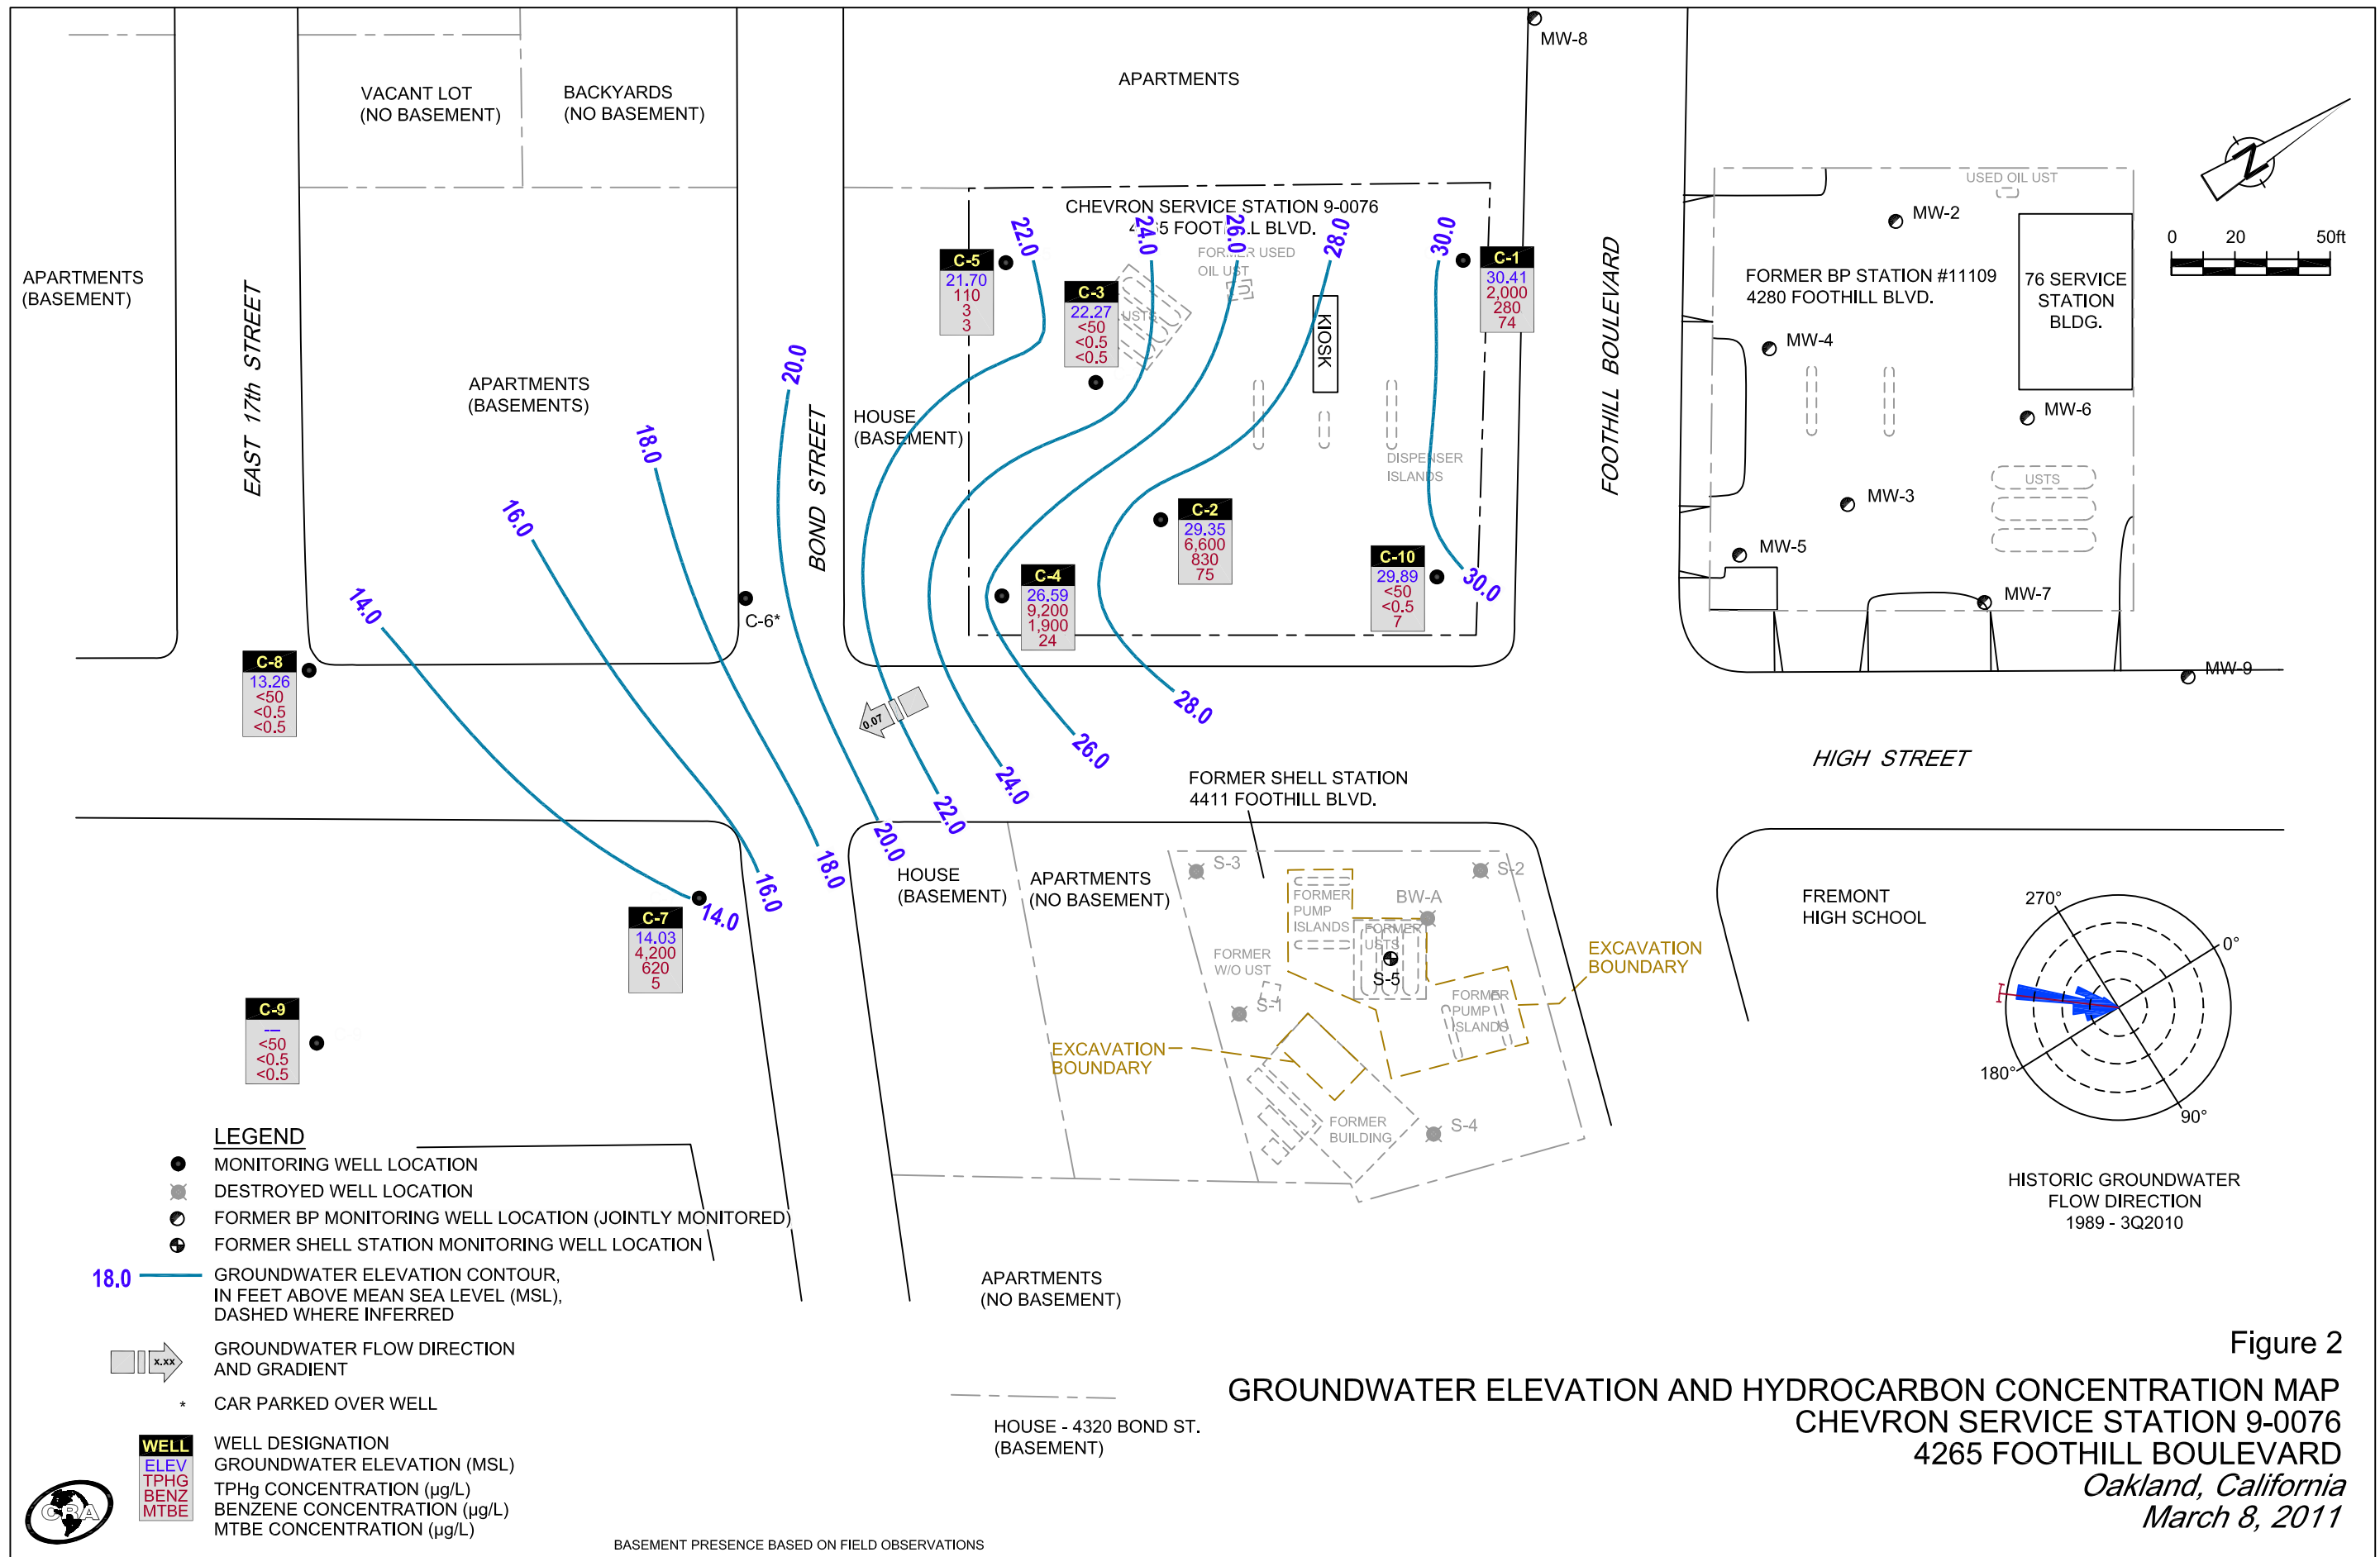 MW-8
VACANT LOT
(NO BASEMENT)
BACKYARDS
(NO BASEMENT)
APARTMENTS
APARTMENTS
(BASEMENT)
EAST 17th STREET
APARTMENTS
(BASEMENTS)
BOND STREET
HOUSE
(BASEMENT)
CHEVRON SERVICE STATION 9-0076
FOOT
BLVD.
FORMER USED
OIL UST
USTS
KIOSK
DISPENSER
ISLANDS
FOOTHILL BOULEVARD
22.0
24.0
26.0
28.0
30.0
20.0
18.0
16.0
14.0
C-5
21.70
110
3
3
C-3
22.27
<50
<0.5
<0.5
C-1
30.41
2,000
280
74
C-2
29.35
6,600
830
75
C-4
26.59
9,200
1,900
24
C-10
29.89
<50
<0.5
7
30.0
C-6*
C-8
13.26
<50
<0.5
<0.5
0.07
28.0
26.0
24.0
22.0
20.0
18.0
16.0
14.0
C-7
14.03
4,200
620
5
C-9
---
<50
<0.5
<0.5
USED OIL UST
MW-2
FORMER BP STATION #11109
4280 FOOTHILL BLVD.
76 SERVICE
STATION
BLDG.
MW-4
MW-6
MW-3
USTS
MW-5
MW-7
MW-9
N
0 20 50ft
HIGH STREET
FORMER SHELL STATION
4411 FOOTHILL BLVD.
HOUSE
(BASEMENT)
APARTMENTS
(NO BASEMENT)
S-3
S-2
BW-A
FORMER
PUMP
ISLANDS
FORMER
USTS
S-5
FORMER
W/O UST
S-1
FORMER
PUMP
ISLANDS
EXCAVATION
BOUNDARY
EXCAVATION
BOUNDARY
FORMER
BUILDING
S-4
FREMONT
HIGH SCHOOL
270°
0°
180°
90°
HISTORIC GROUNDWATER
FLOW DIRECTION
1989 - 3Q2010
APARTMENTS
(NO BASEMENT)
HOUSE - 4320 BOND ST.
(BASEMENT)
LEGEND
MONITORING WELL LOCATION
DESTROYED WELL LOCATION
FORMER BP MONITORING WELL LOCATION (JOINTLY MONITORED)
FORMER SHELL STATION MONITORING WELL LOCATION
18.0
GROUNDWATER ELEVATION CONTOUR,
IN FEET ABOVE MEAN SEA LEVEL (MSL),
DASHED WHERE INFERRED
x.xx
GROUNDWATER FLOW DIRECTION
AND GRADIENT
* CAR PARKED OVER WELL
WELL WELL DESIGNATION
ELEV GROUNDWATER ELEVATION (MSL)
TPHG TPHg CONCENTRATION (µg/L)
BENZ BENZENE CONCENTRATION (µg/L)
MTBE MTBE CONCENTRATION (µg/L)
CRA
BASEMENT PRESENCE BASED ON FIELD OBSERVATIONS
Figure 2
GROUNDWATER ELEVATION AND HYDROCARBON CONCENTRATION MAP
CHEVRON SERVICE STATION 9-0076
4265 FOOTHILL BOULEVARD
Oakland, California
March 8, 2011